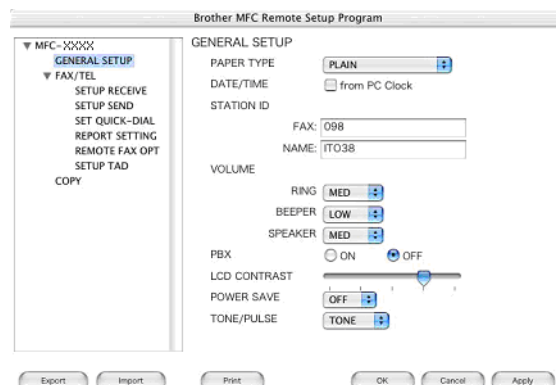 Brother MFC Remote Setup Program
MFC-XXXX
GENERAL SETUP
FAX/TEL
SETUP RECEIVE
SETUP SEND
SET QUICK-DIAL
REPORT SETTING
REMOTE FAX OPT
SETUP TAD
COPY
GENERAL SETUP
PAPER TYPE PLAIN
DATE/TIME from PC Clock
STATION ID
FAX: 098
NAME: ITO38
VOLUME
RING MED
BEEPER LOW
SPEAKER MED
PBX ON OFF
LCD CONTRAST
POWER SAVE OFF
TONE/PULSE TONE
Export Import Print OK Cancel Apply